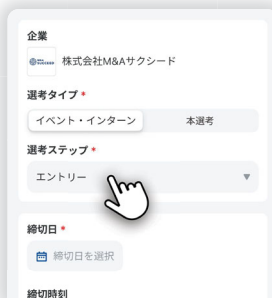 企業
株式会社M&Aサクシード
選考タイプ *
イベント・インターン 本選考
選考ステップ *
エントリー
締切日 *
締切日を選択
締切時刻